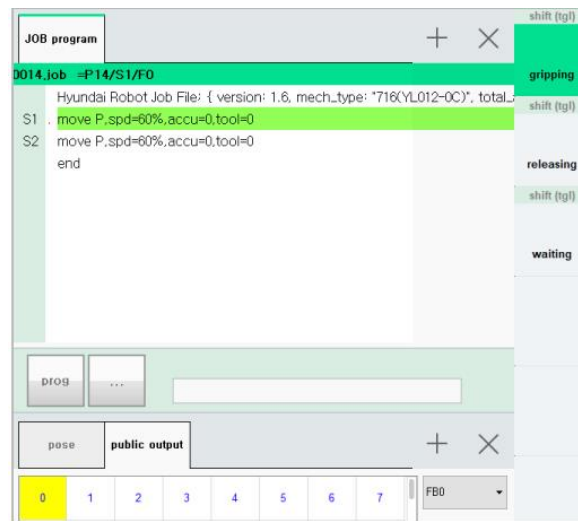 shift (tgl)
JOB program
gripping
0014.job =P14/S1/F0
Hyundai Robot Job File; { version: 1.6, mech_type: "716(YL012-0C)", total_
shift (tgl)
S1 . move P,spd=60%,accu=0,tool=0
S2 move P,spd=60%,accu=0,tool=0
end
releasing
shift (tgl)
waiting
prog
...
pose
public output
0 1 2 3 4 5 6 7
FB0